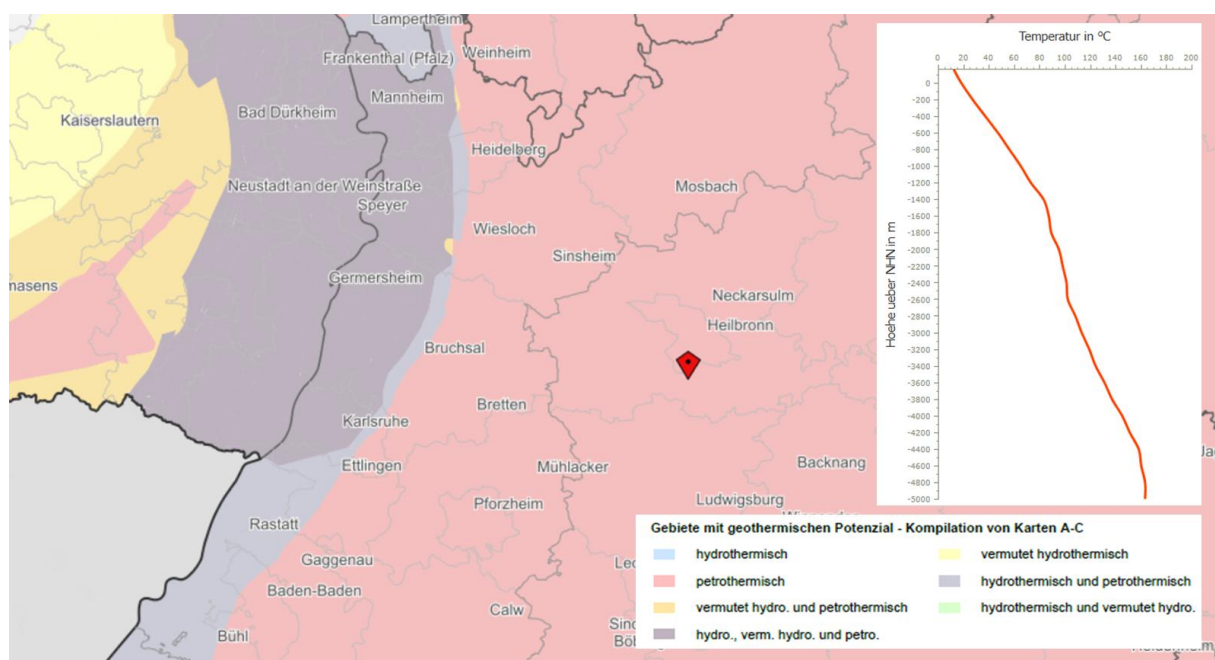 Lampertheim
Frankenthal (Pfalz)
Weinheim
Mannheim
Bad Dürkheim
Kaiserslautern
Heidelberg
Neustadt an der Weinstraße
Speyer
Mosbach
Wiesloch
Sinsheim
masens
Germersheim
Neckarsulm
Heilbronn
Bruchsal
Bretten
Karlsruhe
Ettlingen
Mühlacker
Backnang
Pforzheim
Ludwigsburg
Rastatt
Gaggenau
Baden-Baden
Calw
Bühl
Temperatur in °C
0 20 40 60 80 100 120 140 160 180 200
Hoehe ueber NHN in m
0
-200
-400
-600
-800
-1000
-1200
-1400
-1600
-1800
-2000
-2200
-2400
-2600
-2800
-3000
-3200
-3400
-3600
-3800
-4000
-4200
-4400
-4600
-4800
-5000
Gebiete mit geothermischen Potenzial - Kompilation von Karten A-C
hydrothermisch
vermutet hydrothermisch
petrothermisch
hydrothermisch und petrothermisch
vermutet hydro. und petrothermisch
hydrothermisch und vermutet hydro.
hydro., verm. hydro. und petro.